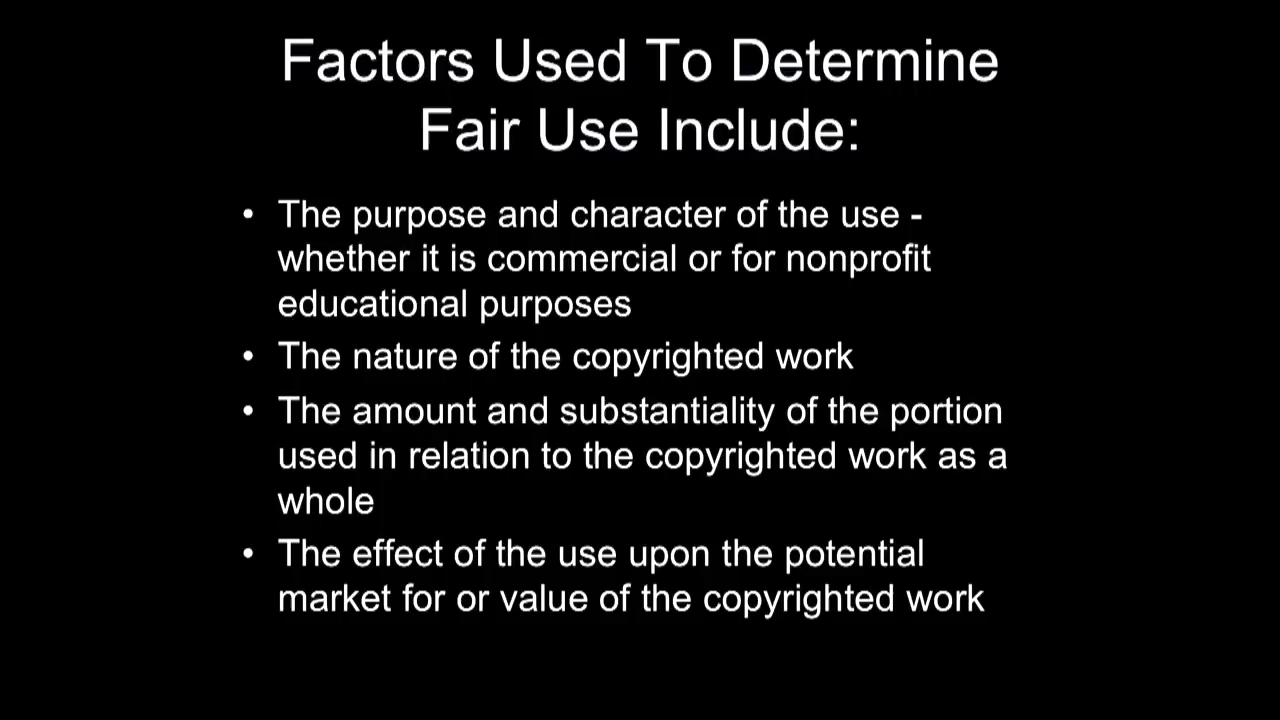 Factors Used To Determine
Fair Use Include:
• The purpose and character of the use -
whether it is commercial or for nonprofit
educational purposes
• The nature of the copyrighted work
• The amount and substantiality of the portion
used in relation to the copyrighted work as a
whole
• The effect of the use upon the potential
market for or value of the copyrighted work